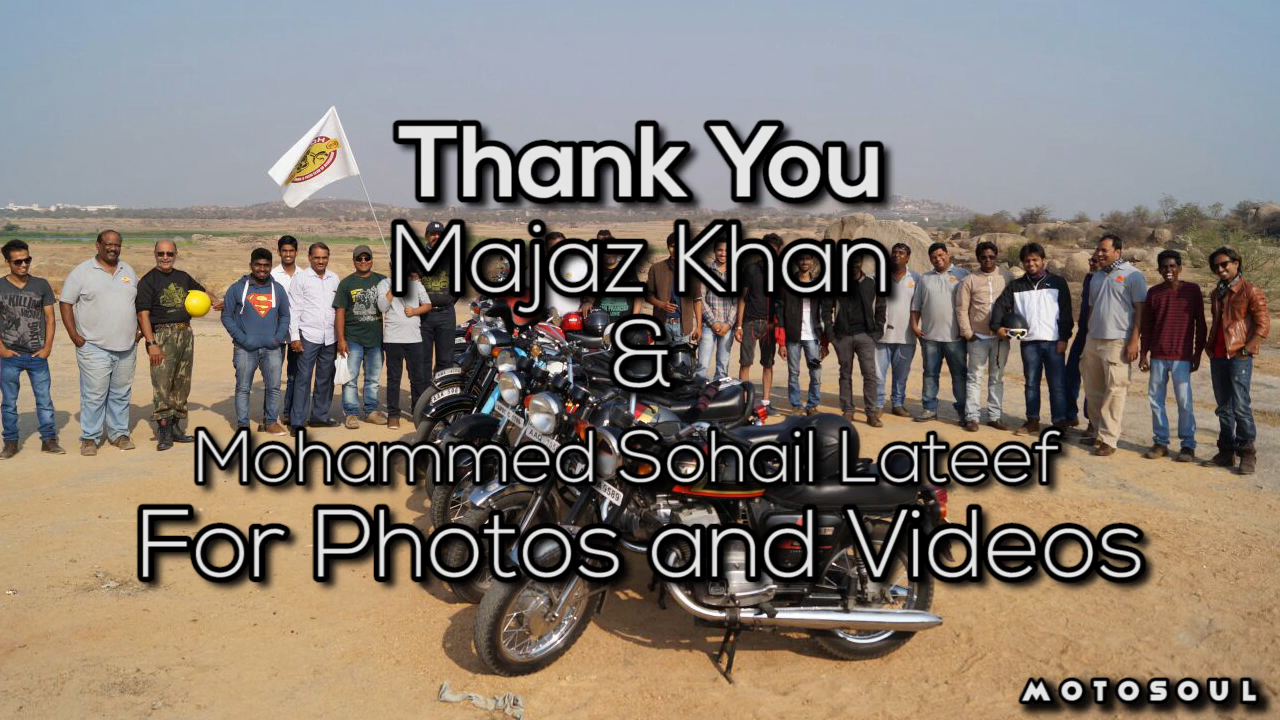 Thank You
Majaz Khan
&
Mohammed Sohail Lateef
For Photos and Videos
MOTOSOUL